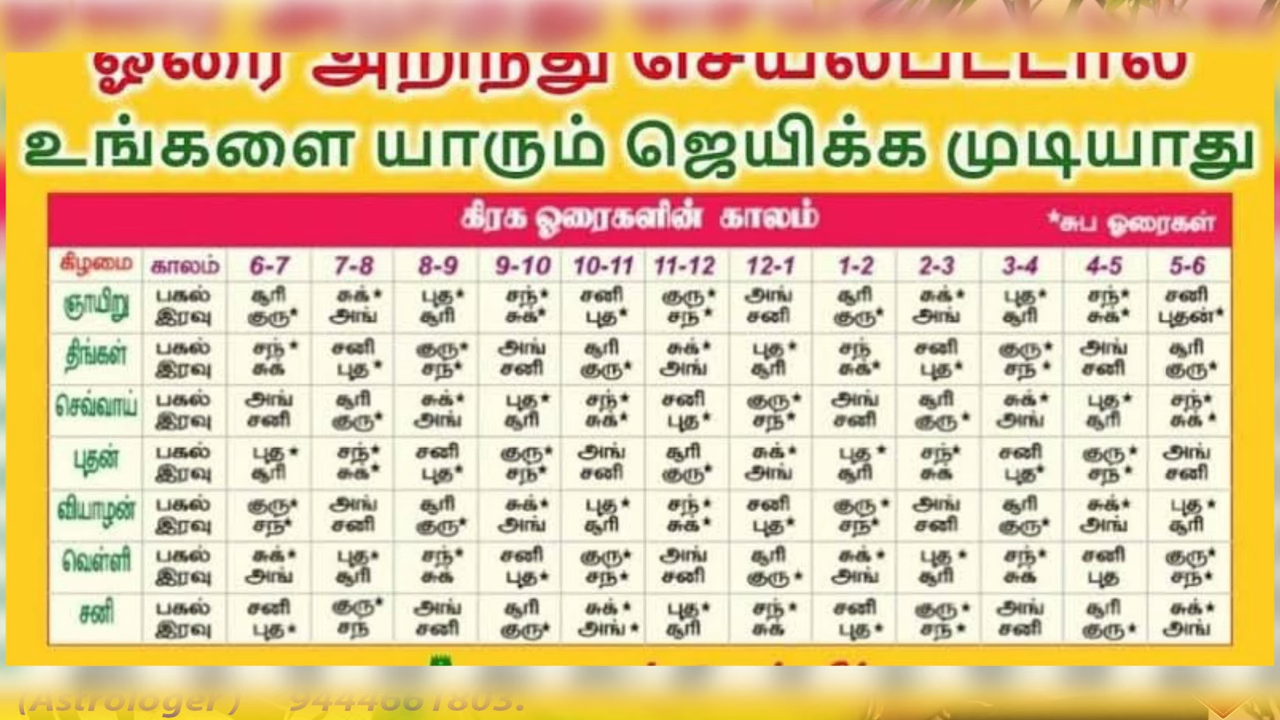 ஓரை அறிந்து செயல்பட்டால்
உங்களை யாரும் ஜெயிக்க முடியாது
கிரக ஓரைகளின் காலம் *சுப ஓரைகள்
கிழமை காலம் 6-7 7-8 8-9 9-10 10-11 11-12 12-1 1-2 2-3 3-4 4-5 5-6
ஞாயிறு பகல் சூரி சுக்* புத* சந்* சனி குரு* அங் சூரி சுக்* புத* சந்* சனி
இரவு குரு* அங் சூரி சுக்* புத* சந்* சனி குரு* அங் சூரி சுக்* புதன்*
திங்கள் பகல் சந்* சனி குரு* அங் சூரி சுக்* புத* சந் சனி குரு* அங் சூரி
இரவு சுக் புத* சந்* சனி குரு* அங் சூரி சுக்* புத* சந்* சனி குரு*
செவ்வாய் பகல் அங் சூரி சுக்* புத* சந்* சனி குரு* அங் சூரி சுக்* புத* சந்*
இரவு சனி குரு* அங் சூரி சுக்* புத* சந்* சனி குரு* அங் சூரி சுக்*
புதன் பகல் புத* சந்* சனி குரு* அங் சூரி சுக்* புத* சந்* சனி குரு* அங்
இரவு சூரி சுக்* புத* சந்* சனி குரு* அங் சூரி சுக் புத* சந்* சனி
வியாழன் பகல் குரு* அங் சூரி சுக்* புத* சந்* சனி குரு* அங் சூரி சுக்* புத*
இரவு சந்* சனி குரு* அங் சூரி சுக்* புத* சந்* சனி குரு* அங் சூரி
வெள்ளி பகல் சுக்* புத* சந்* சனி குரு* அங் சூரி சுக்* புத* சந்* சனி குரு*
இரவு அங் சூரி சுக் புத* சந்* சனி குரு* அங் சூரி சுக் புத சந்*
சனி பகல் சனி குரு* அங் சூரி சுக்* புத* சந்* சனி குரு* அங் சூரி சுக்*
இரவு புத* சந் சனி குரு* அங்* சூரி சுக் புத* சந்* சனி குரு* அங்
(Astrologer) 9444661803.